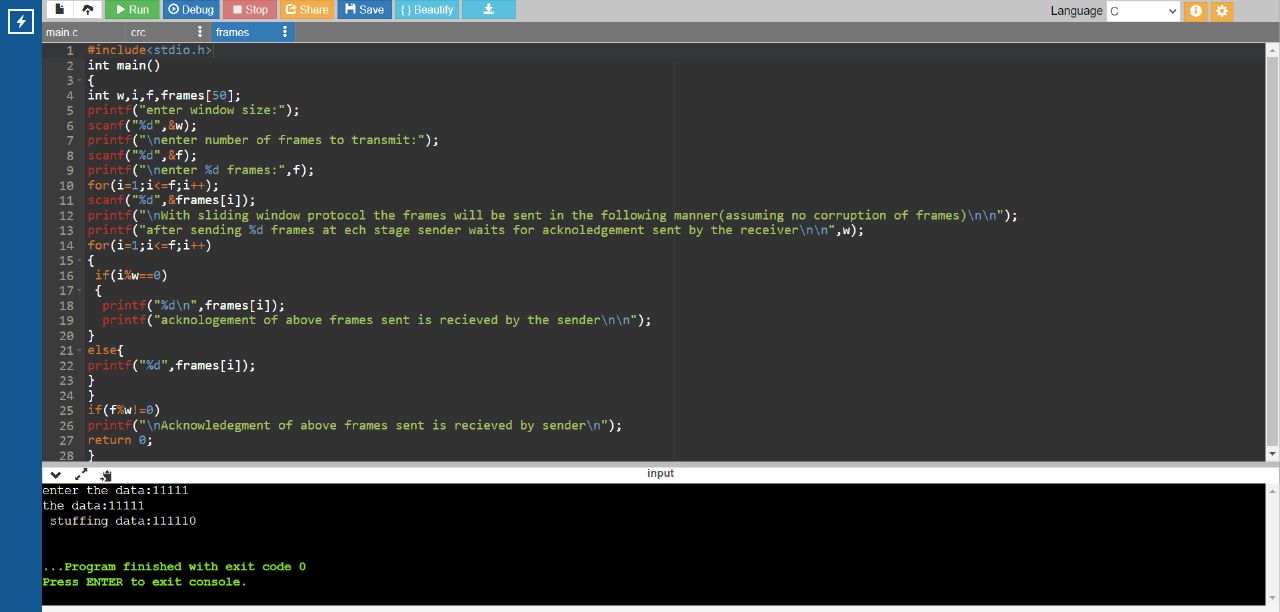 Run Debug Stop Share Save {} Beautify Language C
main.c crc frames
1 #include<stdio.h>
2 int main()
3 {
4 int w,i,f,frames[50];
5 printf("enter window size:");
6 scanf("%d",&w);
7 printf("\nenter number of frames to transmit:");
8 scanf("%d",&f);
9 printf("\nenter %d frames:",f);
10 for(i=1;i<=f;i++);
11 scanf("%d",&frames[i]);
12 printf("\nWith sliding window protocol the frames will be sent in the following manner(assuming no corruption of frames)\n\n");
13 printf("after sending %d frames at ech stage sender waits for acknoledgement sent by the receiver\n\n",w);
14 for(i=1;i<=f;i++)
15 {
16 if(i%w==0)
17 {
18 printf("%d\n",frames[i]);
19 printf("acknologement of above frames sent is recieved by the sender\n\n");
20 }
21 else{
22 printf("%d",frames[i]);
23 }
24 }
25 if(f%w!=0)
26 printf("\nAcknowledegment of above frames sent is recieved by sender\n");
27 return 0;
28 }
input
enter the data:11111
the data:11111
stuffing data:111110
...Program finished with exit code 0
Press ENTER to exit console.